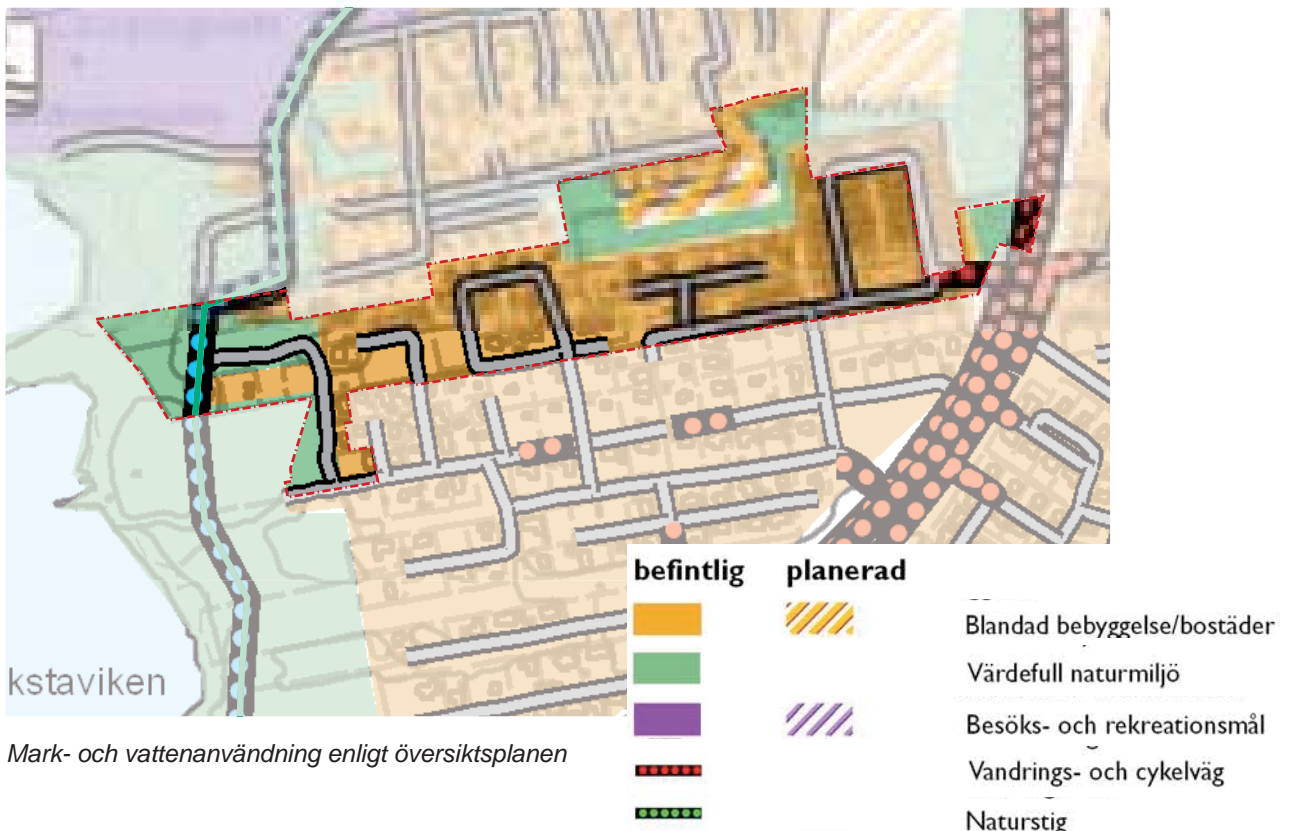 kstaviken
Mark- och vattenanvändning enligt översiktsplanen
befintlig planerad
Blandad bebyggelse/bostäder
Värdefull naturmiljö
Besöks- och rekreationsmål
Vandrings- och cykelväg
Naturstig